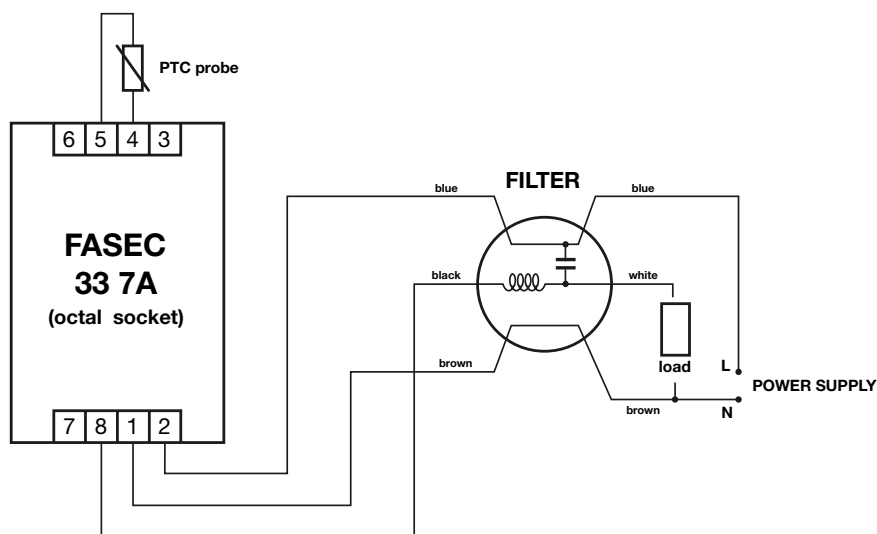 PTC probe
6 5 4 3
FILTER
blue
blue
FASEC
33 7A
(octal socket)
black
white
brown
load
L
POWER SUPPLY
brown
N
7 8 1 2